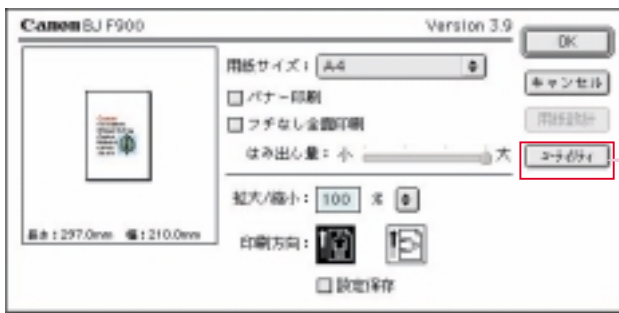 Canon BJ F900
Version 3.9
OK
用紙サイズ： A4
キャンセル
バナー印刷
用紙設計
フチなし全面印刷
はみ出し量： 小 大
ユーティリティ
拡大/縮小： 100 %
長さ：297.0mm 幅：210.0mm
印刷方向：
設定保存